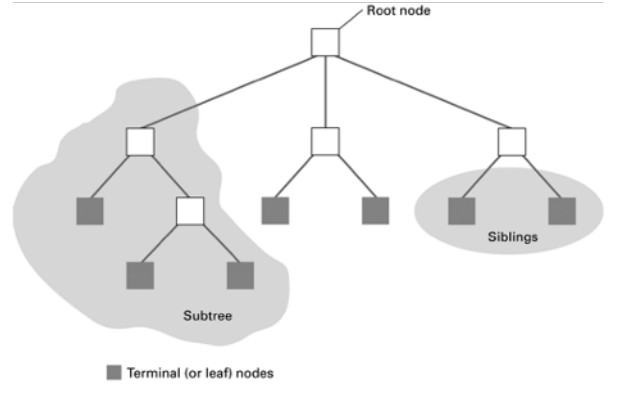 Root node
Siblings
Subtree
Terminal (or leaf) nodes